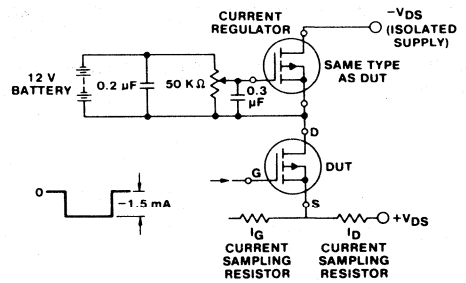 CURRENT
REGULATOR
−VDS
(ISOLATED
SUPPLY)
12 V
BATTERY
0.2 μF
50 KΩ
0.3
μF
SAME TYPE
AS DUT
D
DUT
G
S
0
−1.5 mA
+VDS
IG
CURRENT
SAMPLING
RESISTOR
ID
CURRENT
SAMPLING
RESISTOR